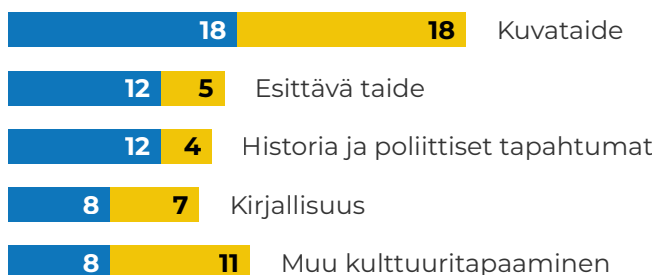 18 18 Kuvataide
12 5 Esittävä taide
12 4 Historia ja poliittiset tapahtumat
8 7 Kirjallisuus
8 11 Muu kulttuuritapaaminen